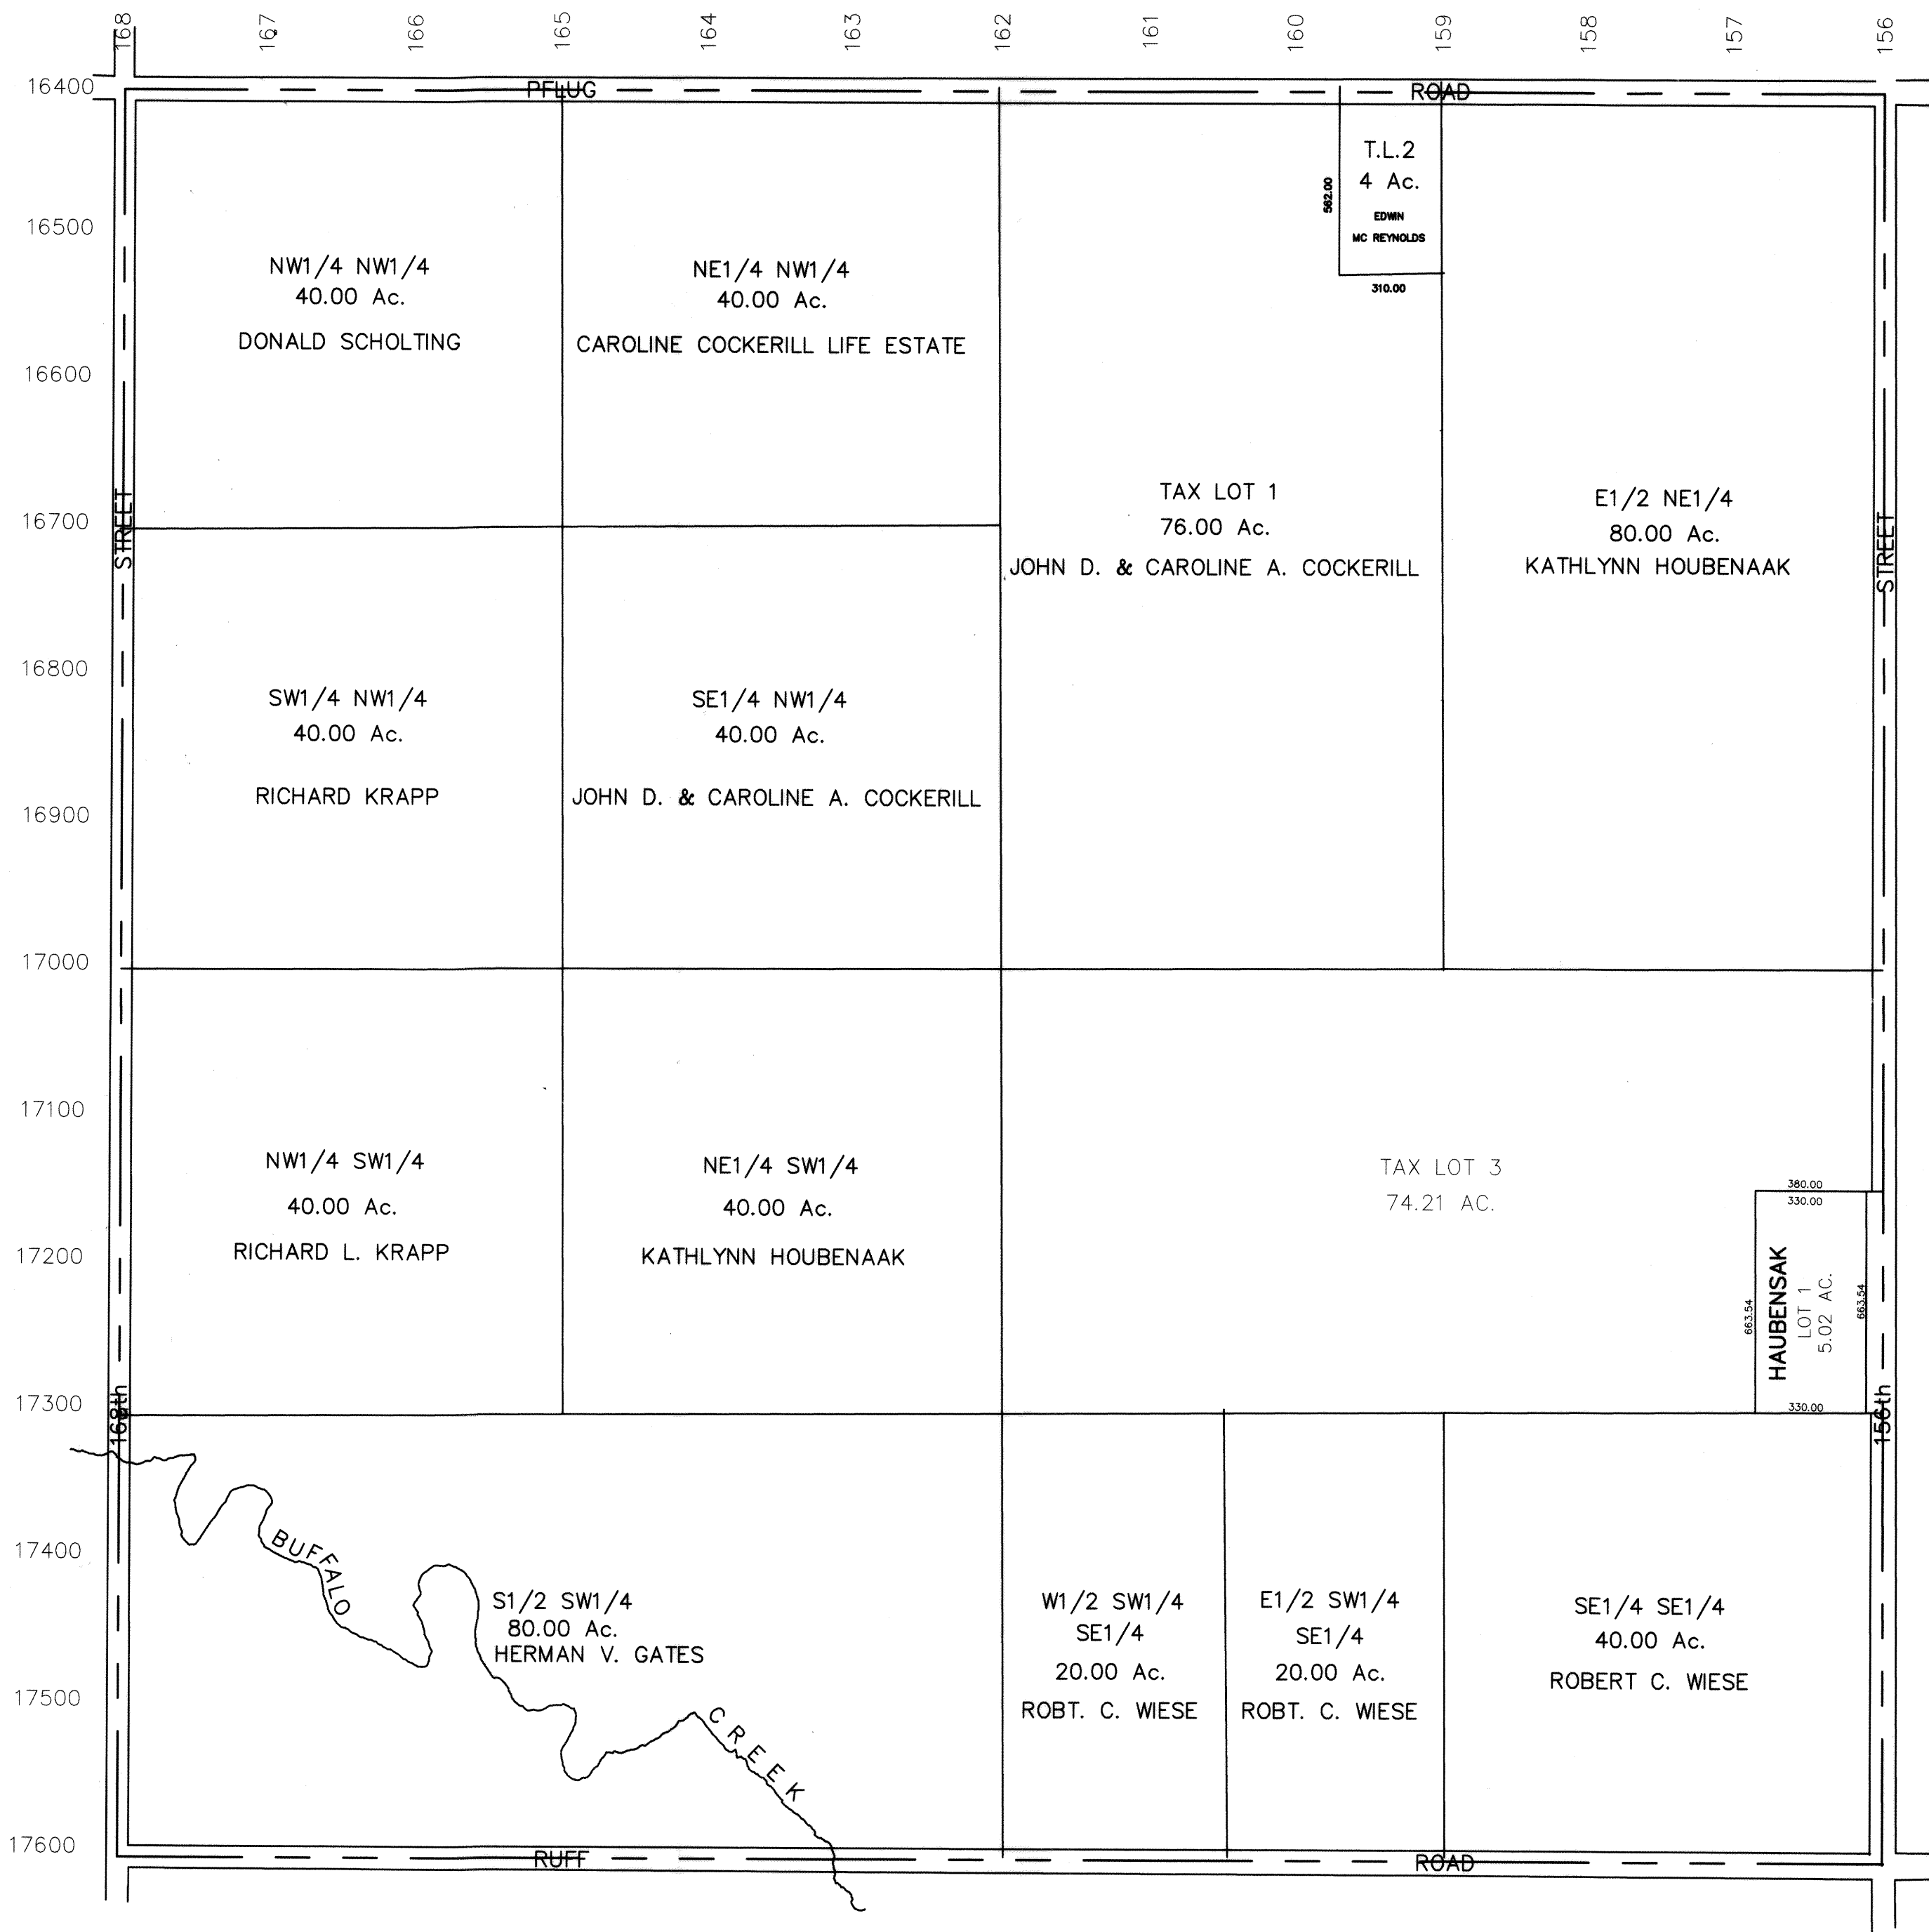 168
167
166
165
164
163
162
161
160
159
158
157
156
16400
16500
16600
16700
16800
16900
17000
17100
17200
17300
17400
17500
17600
PFLUG ROAD
168th STREET
156th STREET
RUFF ROAD
NW1/4 NW1/4
40.00 Ac.
DONALD SCHOLTING
NE1/4 NW1/4
40.00 Ac.
CAROLINE COCKERILL LIFE ESTATE
T.L.2
4 Ac.
EDWIN
MC REYNOLDS
562.00
310.00
TAX LOT 1
76.00 Ac.
JOHN D. & CAROLINE A. COCKERILL
E1/2 NE1/4
80.00 Ac.
KATHLYNN HOUBENAAK
SW1/4 NW1/4
40.00 Ac.
RICHARD KRAPP
SE1/4 NW1/4
40.00 Ac.
JOHN D. & CAROLINE A. COCKERILL
NW1/4 SW1/4
40.00 Ac.
RICHARD L. KRAPP
NE1/4 SW1/4
40.00 Ac.
KATHLYNN HOUBENAAK
TAX LOT 3
74.21 AC.
380.00
330.00
663.54
HAUBENSAK
LOT 1
5.02 AC.
663.54
330.00
BUFFALO CREEK
S1/2 SW1/4
80.00 Ac.
HERMAN V. GATES
W1/2 SW1/4
SE1/4
20.00 Ac.
ROBT. C. WIESE
E1/2 SW1/4
SE1/4
20.00 Ac.
ROBT. C. WIESE
SE1/4 SE1/4
40.00 Ac.
ROBERT C. WIESE